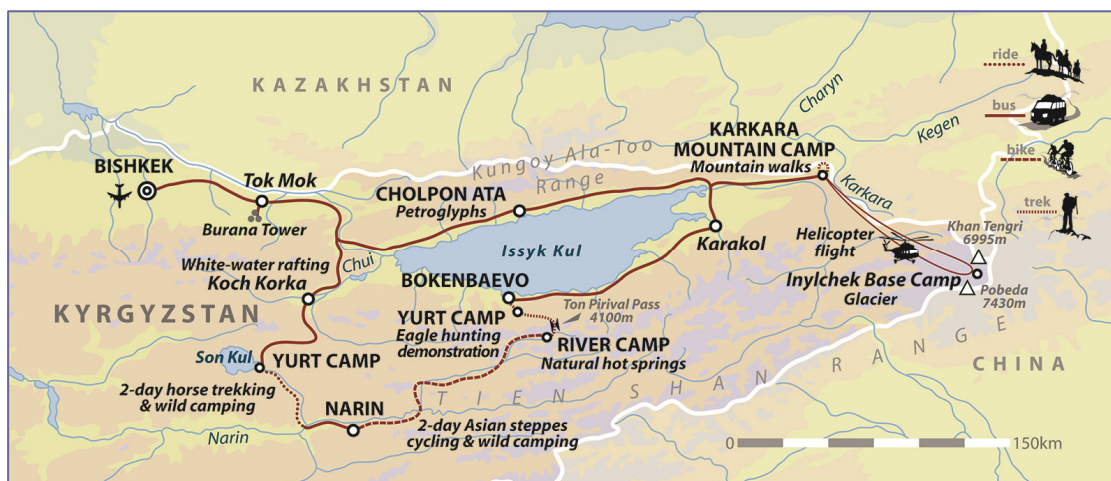 KAZAKHSTAN
Charyn
Kegen
ride
bus
bike
trek
KARKARA
MOUNTAIN CAMP
Mountain walks
Kungoy Ala-Too
Range
BISHKEK
Tok Mok
Burana Tower
CHOLPON ATA
Petroglyphs
Karkara
Khan Tengri
6995m
Helicopter
flight
Karakol
Issyk Kul
Chui
White-water rafting
Koch Korka
BOKENBAEVO
Inylchek Base Camp
Glacier
Pobeda
7430m
KYRGYZSTAN
YURT CAMP
Eagle hunting
demonstration
Ton Pirival Pass
4100m
RIVER CAMP
Natural hot springs
Son Kul
YURT CAMP
2-day horse trekking
& wild camping
NARIN
Narin
TIEN SHAN RANGE
CHINA
2-day Asian steppes
cycling & wild camping
0 150km